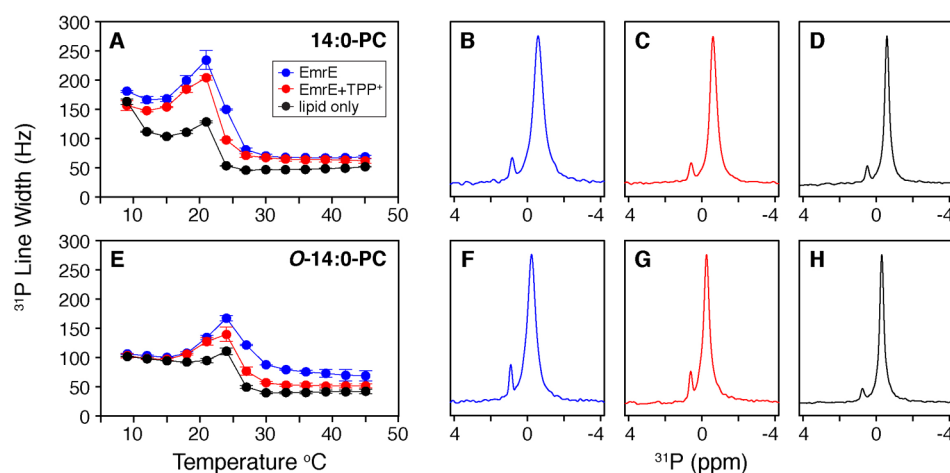 A
14:0-PC
EmrE
EmrE+TPP⁺
lipid only
300
250
200
150
100
50
0
0
10
20
30
40
50
B
4
0
-4
C
4
0
-4
D
4
0
-4
³¹P Line Width (Hz)
E
O-14:0-PC
300
250
200
150
100
50
0
0
10
20
30
40
50
Temperature ºC
F
4
0
-4
G
4
0
-4
H
4
0
-4
³¹P (ppm)